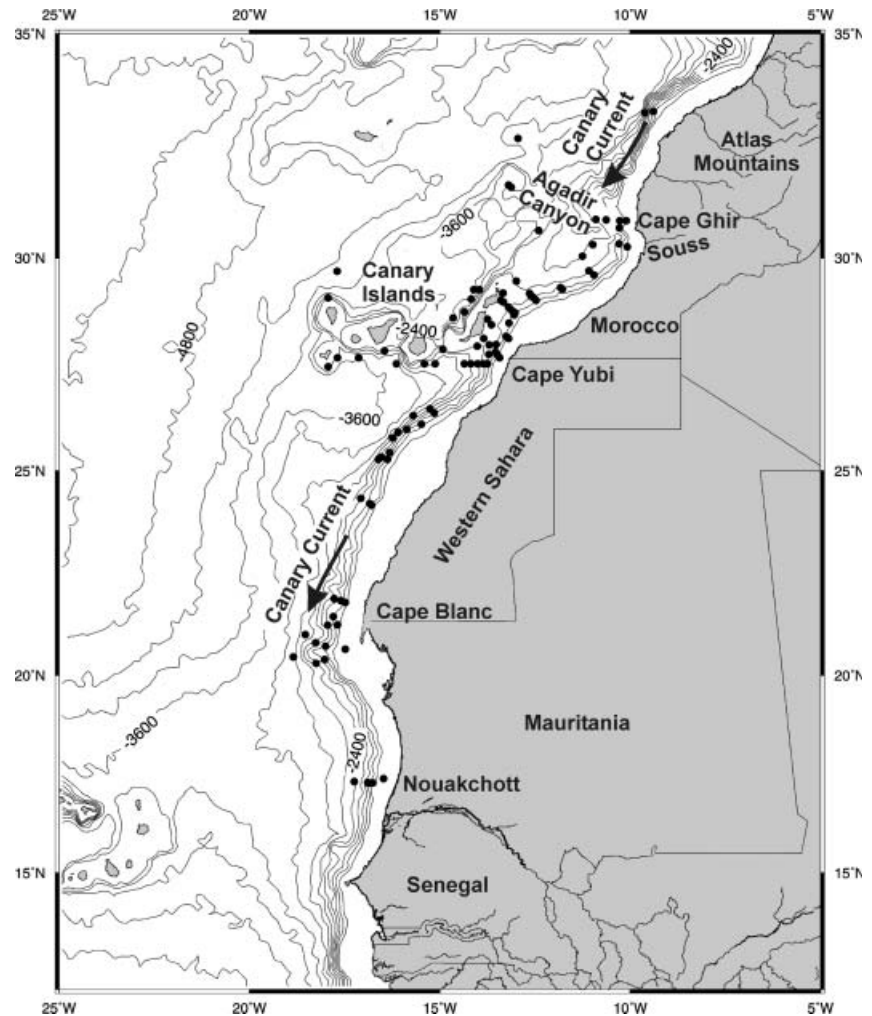 25°W 20°W 15°W 10°W 5°W
35°N 35°N
-2400
Canary
Current
Atlas
Mountains
Agadir
Canyon
Cape Ghir
-3600
Souss
30°N 30°N
Canary
Islands
-2400
-4800
Morocco
Cape Yubi
-3600
25°N 25°N
Western Sahara
Canary Current
Cape Blanc
20°N 20°N
-3600
Mauritania
-2400
Nouakchott
15°N 15°N
Senegal
25°W 20°W 15°W 10°W 5°W